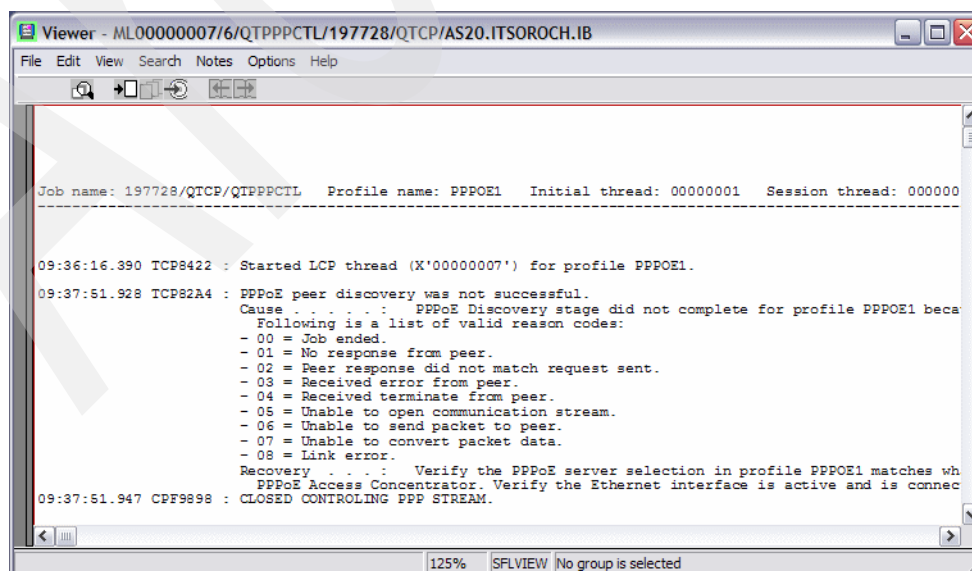 Viewer - ML00000007/6/QTPPPCTL/197728/QTCP/AS20.ITSOROCH.IB
File Edit View Search Notes Options Help
Job name: 197728/QTCP/QTPPPCTL Profile name: PPPOE1 Initial thread: 00000001 Session thread: 000000
09:36:16.390 TCP8422 : Started LCP thread (X'00000007') for profile PPPOE1.
09:37:51.928 TCP82A4 : PPPoE peer discovery was not successful.
Cause . . . . . : PPPoE Discovery stage did not complete for profile PPPOE1 beca
Following is a list of valid reason codes:
- 00 = Job ended.
- 01 = No response from peer.
- 02 = Peer response did not match request sent.
- 03 = Received error from peer.
- 04 = Received terminate from peer.
- 05 = Unable to open communication stream.
- 06 = Unable to send packet to peer.
- 07 = Unable to convert packet data.
- 08 = Link error.
Recovery . . . : Verify the PPPoE server selection in profile PPPOE1 matches wh
PPPoE Access Concentrator. Verify the Ethernet interface is active and is connec
09:37:51.947 CPF9898 : CLOSED CONTROLING PPP STREAM.
125% SFLVIEW No group is selected